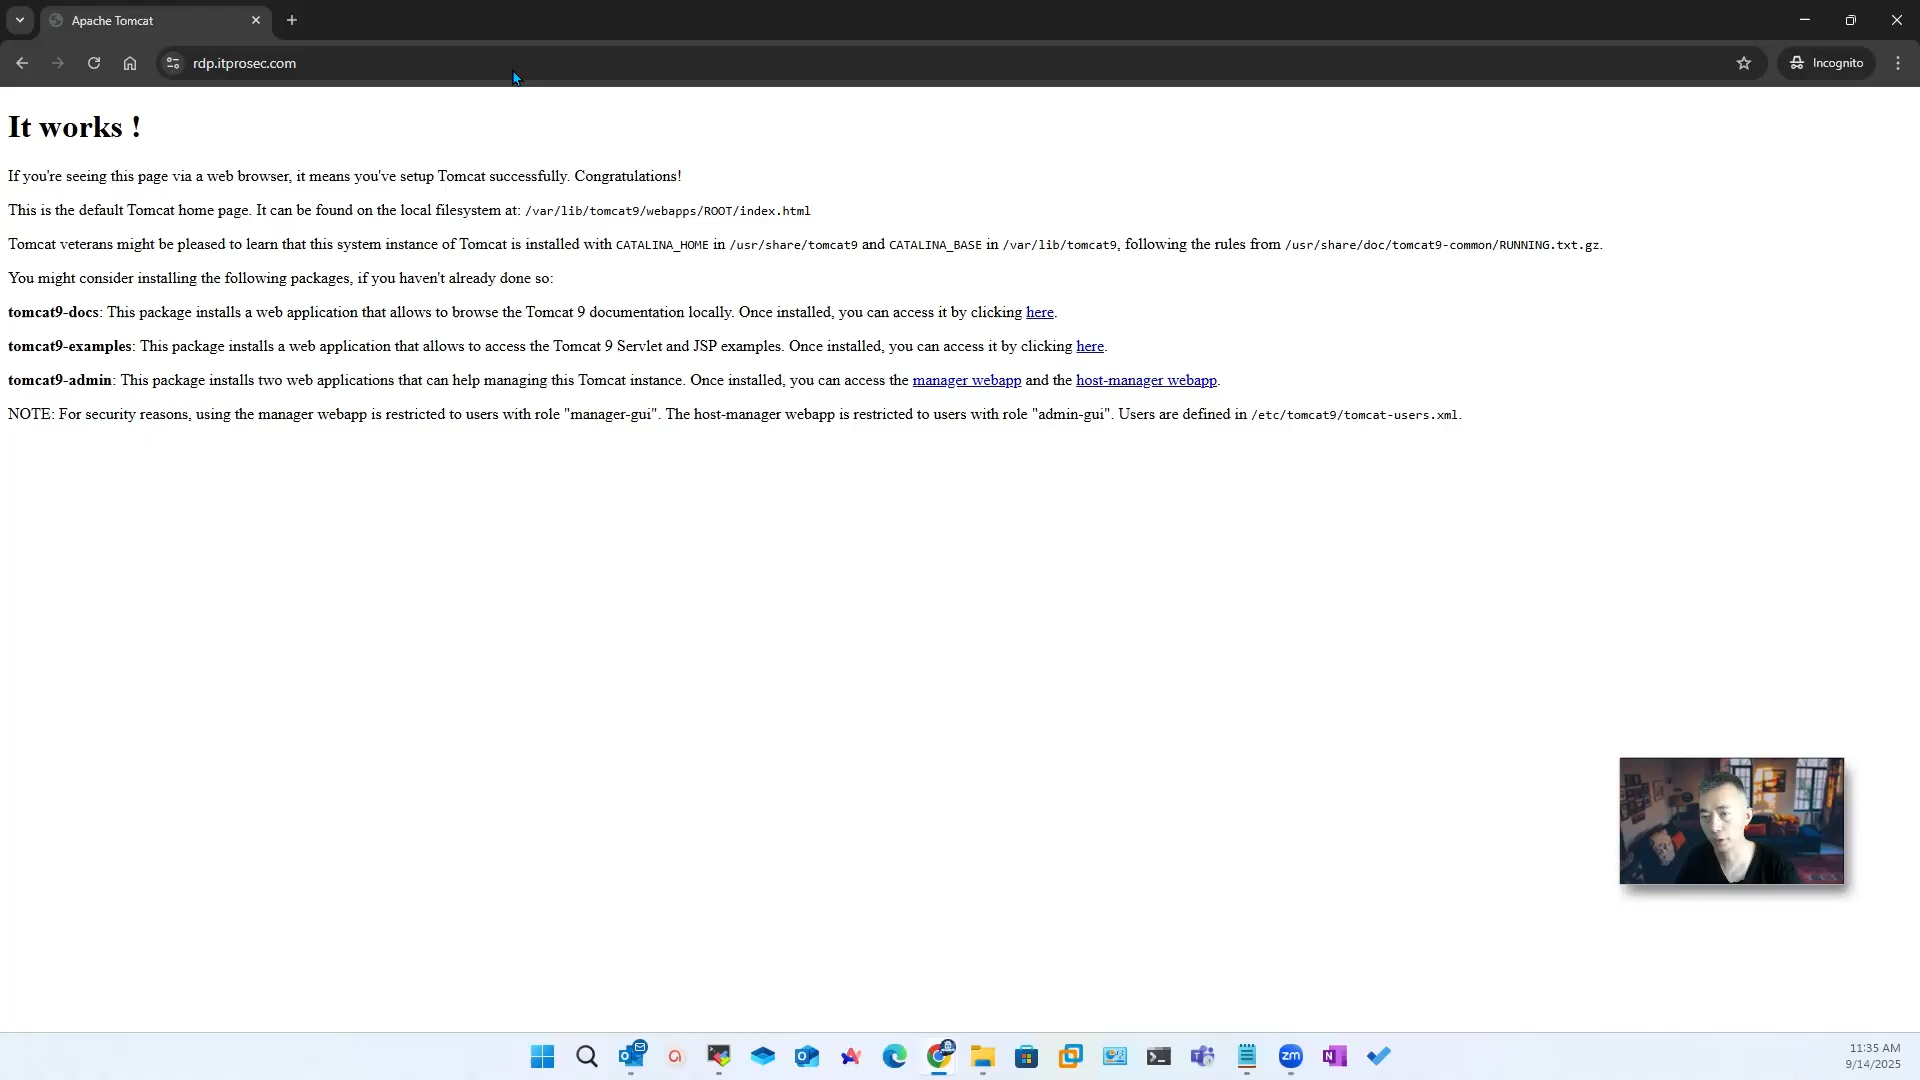 Apache Tomcat
rdp.itprosec.com
Incognito
It works !
If you're seeing this page via a web browser, it means you've setup Tomcat successfully. Congratulations!
This is the default Tomcat home page. It can be found on the local filesystem at: /var/lib/tomcat9/webapps/ROOT/index.html
Tomcat veterans might be pleased to learn that this system instance of Tomcat is installed with CATALINA_HOME in /usr/share/tomcat9 and CATALINA_BASE in /var/lib/tomcat9, following the rules from /usr/share/doc/tomcat9-common/RUNNING.txt.gz.
You might consider installing the following packages, if you haven't already done so:
tomcat9-docs: This package installs a web application that allows to browse the Tomcat 9 documentation locally. Once installed, you can access it by clicking here.
tomcat9-examples: This package installs a web application that allows to access the Tomcat 9 Servlet and JSP examples. Once installed, you can access it by clicking here.
tomcat9-admin: This package installs two web applications that can help managing this Tomcat instance. Once installed, you can access the manager webapp and the host-manager webapp.
NOTE: For security reasons, using the manager webapp is restricted to users with role "manager-gui". The host-manager webapp is restricted to users with role "admin-gui". Users are defined in /etc/tomcat9/tomcat-users.xml.
zm
11:35 AM
9/14/2025